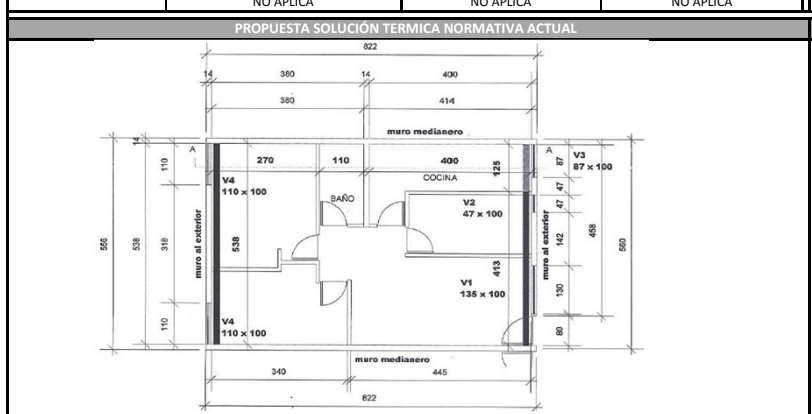 NO APLICA NO APLICA NO APLICA
PROPUESTA SOLUCIÓN TERMICA NORMATIVA ACTUAL
822
14 380 14 400
380 414
muro medianero
A 270 110 400 A
14
110
318
110
538
556
muro al exterior
V4
110 x 100
BAÑO
COCINA
125
V3
87 x 100
87
47
47
142
130
80
458
560
muro al exterior
V2
47 x 100
538
413
V1
135 x 100
V4
110 x 100
muro medianero
340 445
822